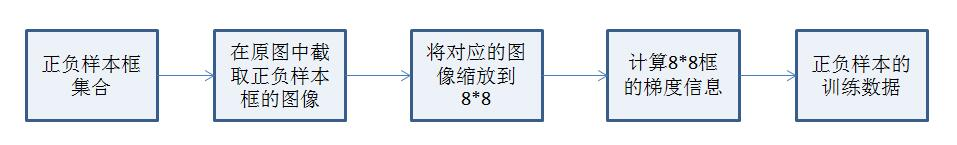 正负样本框
集合
在原图中截
取正负样本
框的图像
将对应的图
像缩放到
8*8
计算8*8框
的梯度信息
正负样本的
训练数据